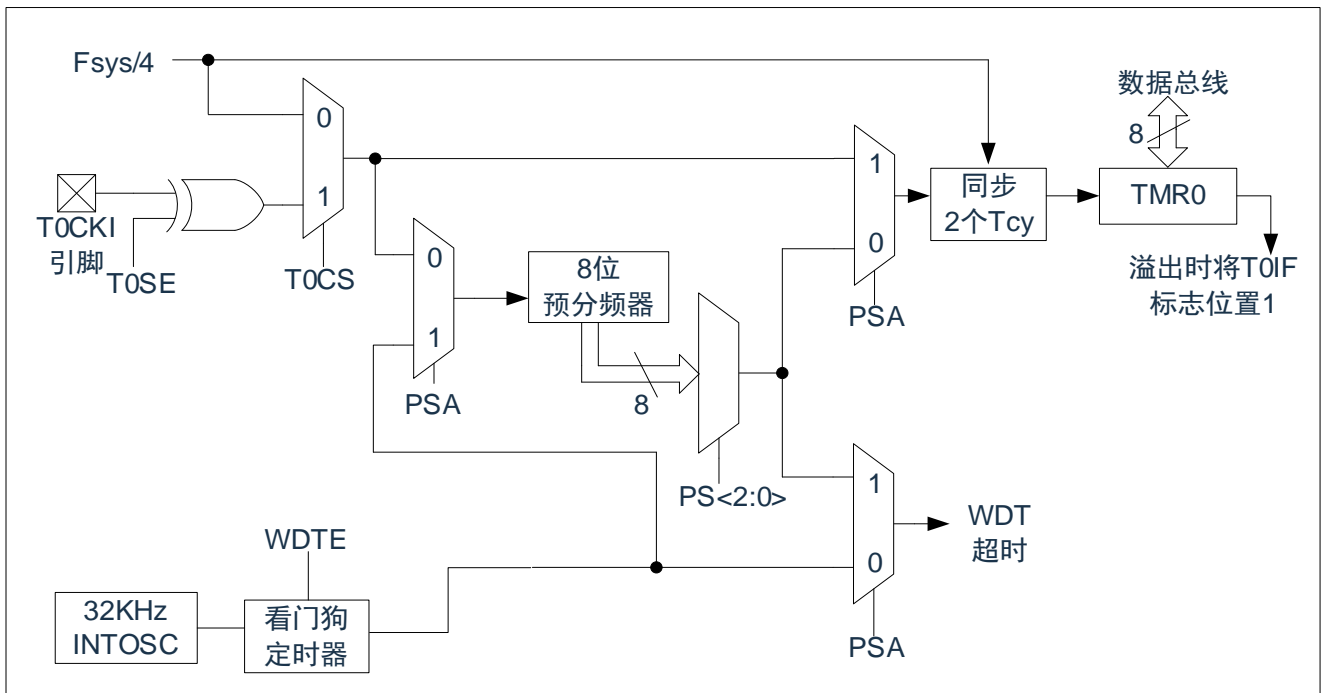 Fsys/4
数据总线
8
0
1
T0CKI
引脚
T0SE
T0CS
1
0
PSA
同步
2个Tcy
TMR0
溢出时将T0IF
标志位置1
0
1
PSA
8位
预分频器
8
PS<2:0>
1
0
PSA
WDT
超时
WDTE
32KHz
INTOSC
看门狗
定时器